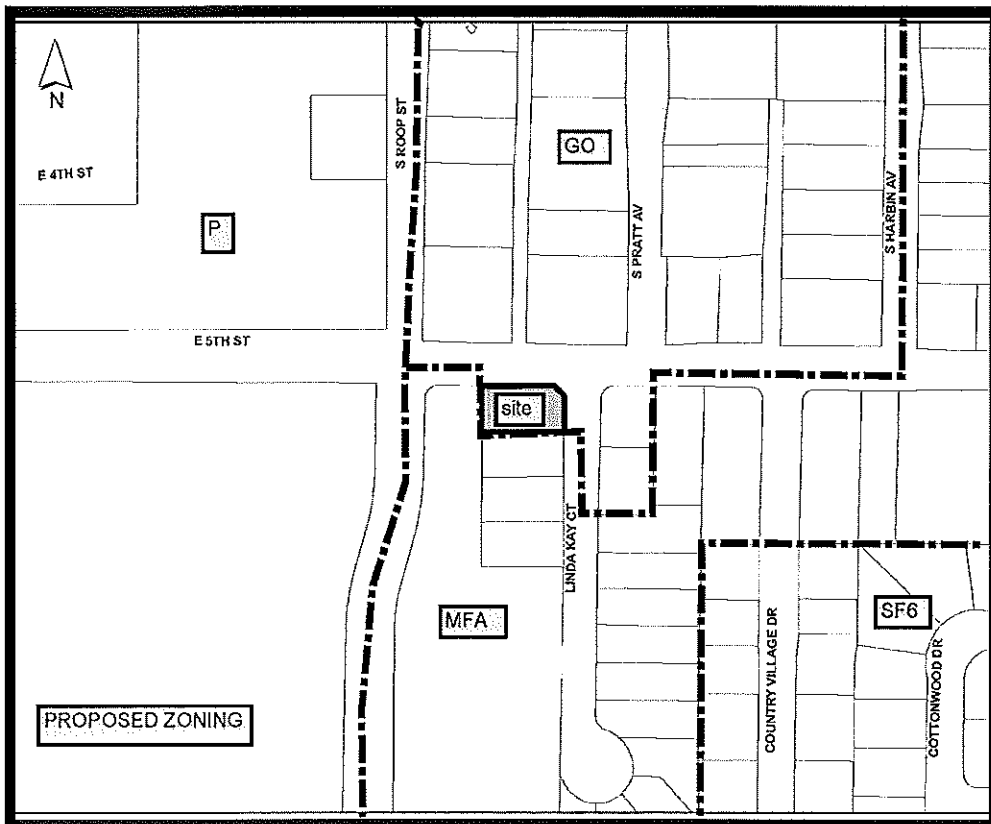 N
E 4TH ST
P
S ROOP ST
GO
S PRATT AV
S HARBIN AV
E 5TH ST
site
LINDA KAY CT
MFA
SF6
COUNTRY VILLAGE DR
COTTONWOOD DR
PROPOSED ZONING